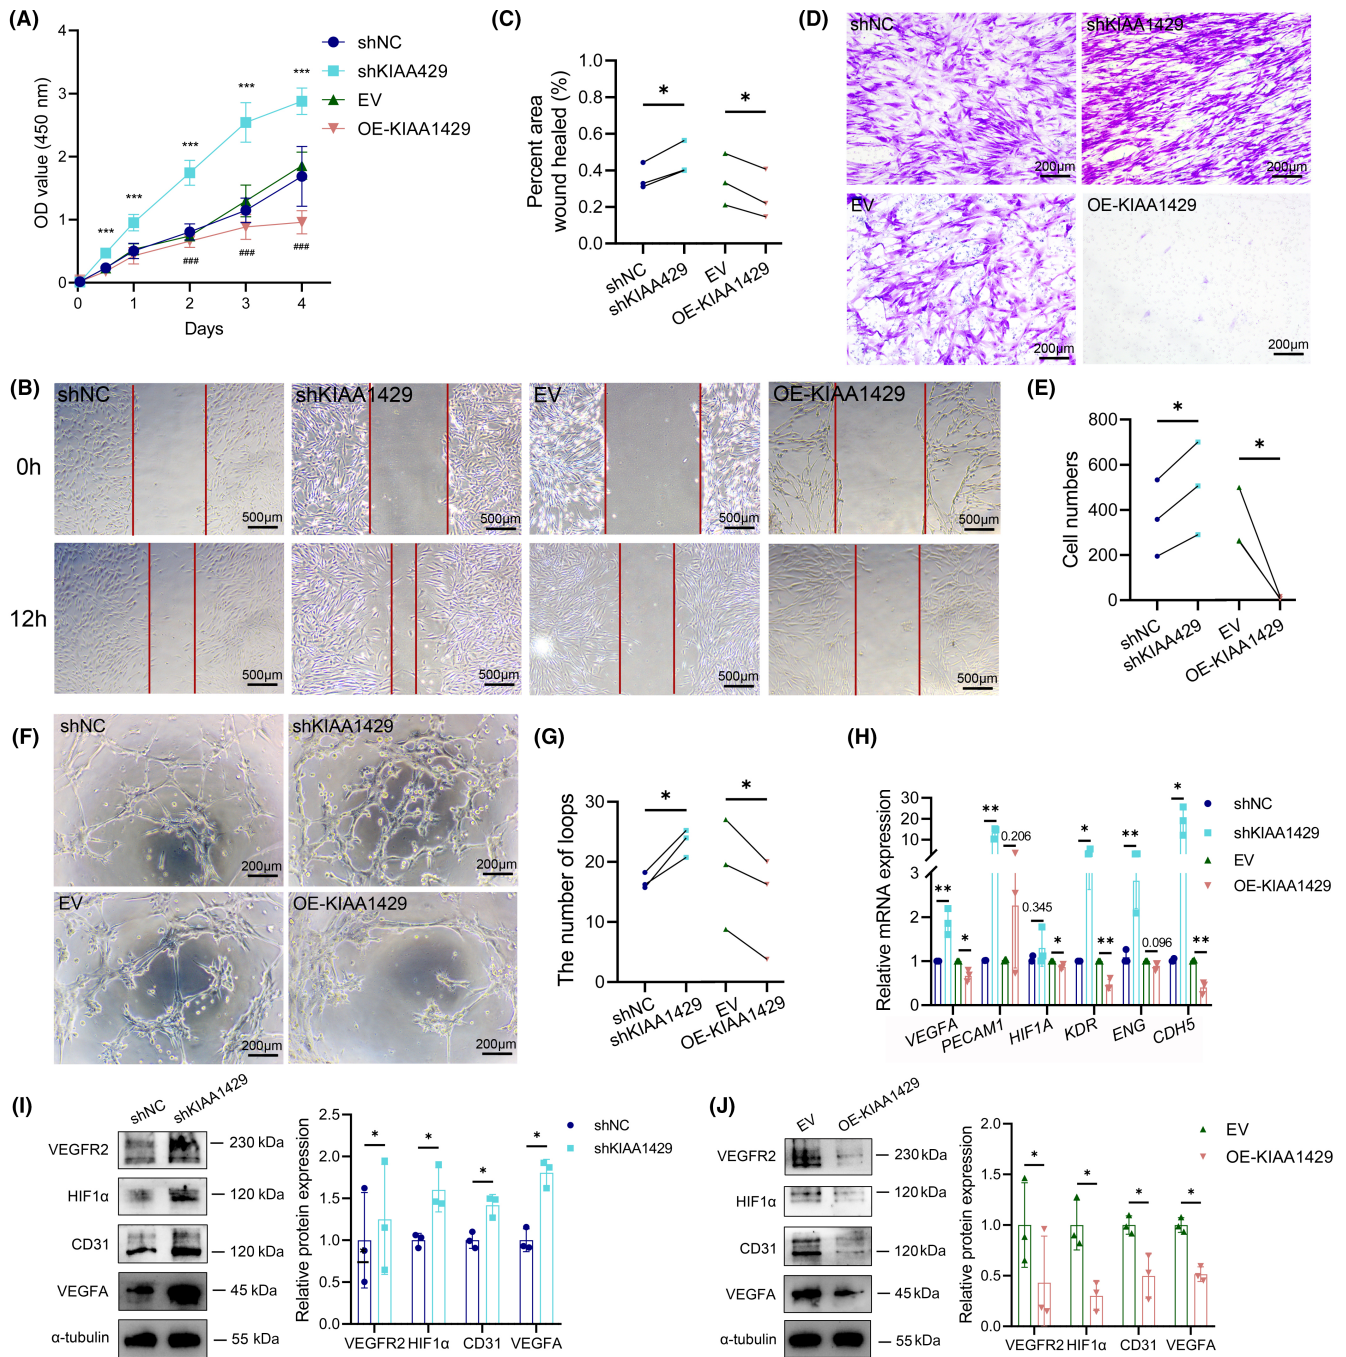 (A)
4
3
2
1
0
OD value (450 nm)
0 1 2 3 4
Days
*** *** *** *** ***
### ### ###
shNC
shKIAA429
EV
OE-KIAA1429
(C)
1.0
0.8
0.6
0.4
0.2
0.0
Percent area
wound healed (%)
* *
shNC
shKIAA429
EV
OE-KIAA1429
(D)
shNC
200μm
shKIAA1429
200μm
EV
200μm
OE-KIAA1429
200μm
(B)
0h
shNC
500μm
shKIAA1429
500μm
EV
500μm
OE-KIAA1429
500μm
12h
500μm
500μm
500μm
500μm
(E)
800
600
400
200
0
Cell numbers
* *
shNC
shKIAA429
EV
OE-KIAA1429
(F)
shNC
200μm
shKIAA1429
200μm
EV
200μm
OE-KIAA1429
200μm
(G)
30
20
10
0
The number of loops
* *
shNC
shKIAA1429
EV
OE-KIAA1429
(H)
30
20
10
3
2
1
0
Relative mRNA expression
** * ** 0.206 0.345 * * ** ** 0.096 * **
VEGFA PECAM1 HIF1A KDR ENG CDH5
shNC
shKIAA1429
EV
OE-KIAA1429
(I)
shNC shKIAA1429
VEGFR2 230 kDa
HIF1α 120 kDa
CD31 120 kDa
VEGFA 45 kDa
α-tubulin 55 kDa
2.5
2.0
1.5
1.0
0.5
0.0
Relative protein expression
* * * *
VEGFR2 HIF1α CD31 VEGFA
shNC
shKIAA1429
(J)
EV OE-KIAA1429
VEGFR2 230 kDa
HIF1α 120 kDa
CD31 120 kDa
VEGFA 45 kDa
α-tubulin 55 kDa
2.0
1.5
1.0
0.5
0.0
Relative protein expression
* * * *
VEGFR2 HIF1α CD31 VEGFA
EV
OE-KIAA1429